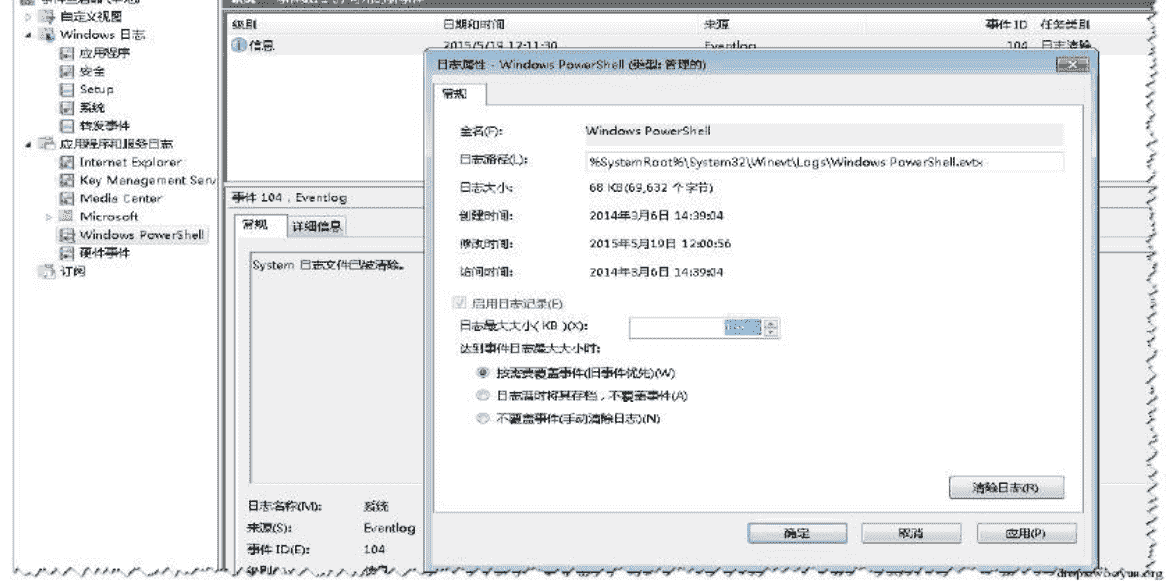 自定义视图
Windows 日志
应用程序
安全
Setup
系统
转发事件
应用程序和服务日志
Internet Explorer
Key Management Serv
Media Center
Microsoft
Windows PowerShell
硬件事件
订阅
级别 日期和时间 来源 事件 ID 任务类别
信息 2015/5/19 12:11:30 Eventlog 104 日志清除
事件 104，Eventlog
常规 详细信息
System 日志文件已被清除。
日志名称(M): 系统
来源(S): Eventlog
事件 ID(E): 104
级别(L): 信息
日志属性 - Windows PowerShell (类型: 管理的)
常规
全名(F): Windows PowerShell
日志路径(L): %SystemRoot%\System32\Winevt\Logs\Windows PowerShell.evtx
日志大小: 68 KB(69,632 个字节)
创建时间: 2014年3月6日 14:39:04
修改时间: 2015年5月19日 12:00:56
访问时间: 2014年3月6日 14:39:04
启用日志记录(E)
日志最大大小( KB )(X):
达到事件日志最大大小时:
按需要覆盖事件(旧事件优先)(W)
日志满时将其存档，不覆盖事件(A)
不覆盖事件(手动清除日志)(N)
清除日志(R)
确定 取消 应用(P)